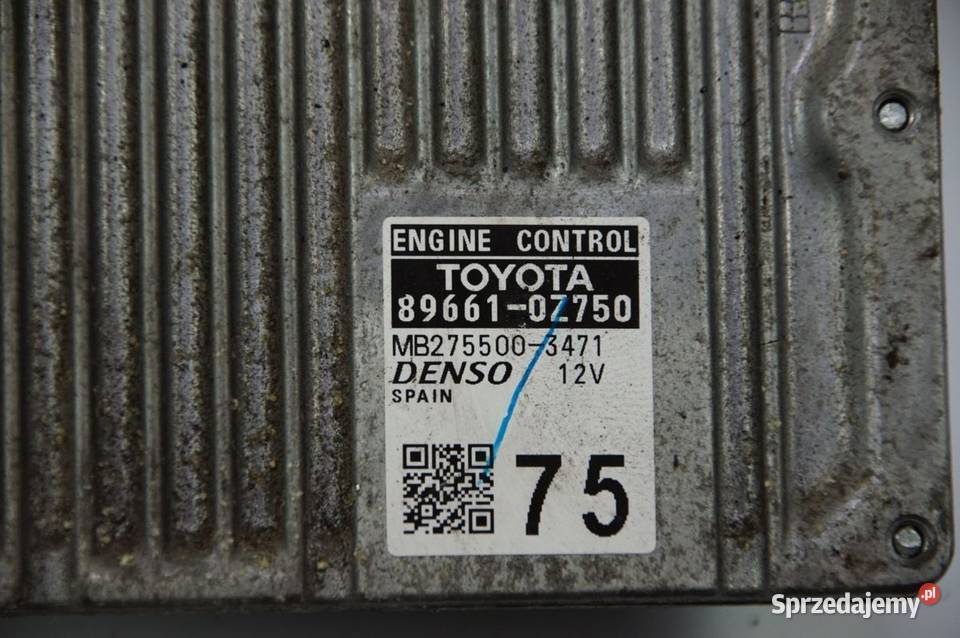 ENGINE CONTROL
TOYOTA
89661-0Z750
MB275500-3471
DENSO 12V
SPAIN
75
Sprzedajemy.pl